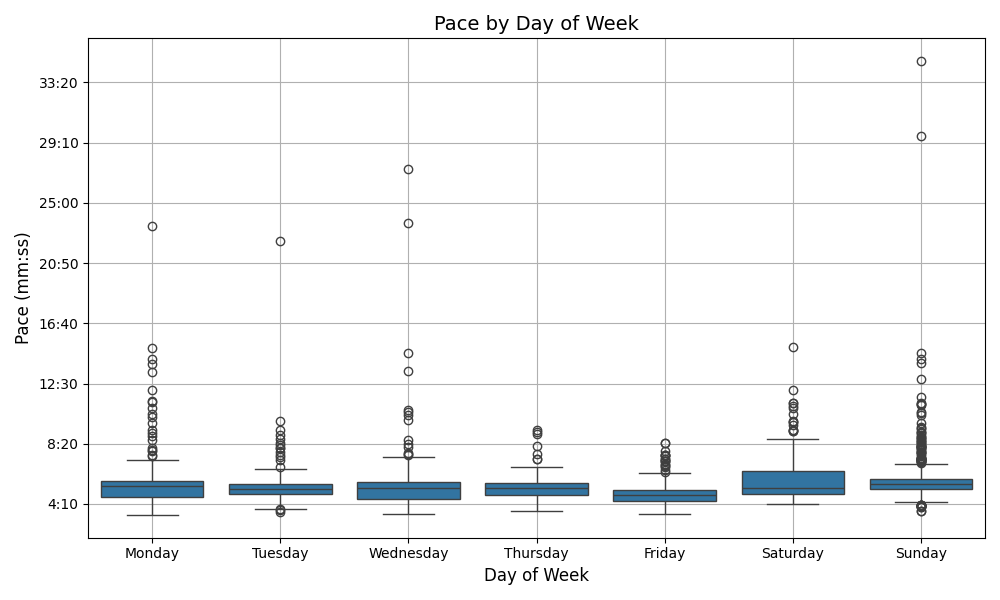 Pace by Day of Week
Pace (mm:ss)
33:20
29:10
25:00
20:50
16:40
12:30
8:20
4:10
Monday Tuesday Wednesday Thursday Friday Saturday Sunday
Day of Week